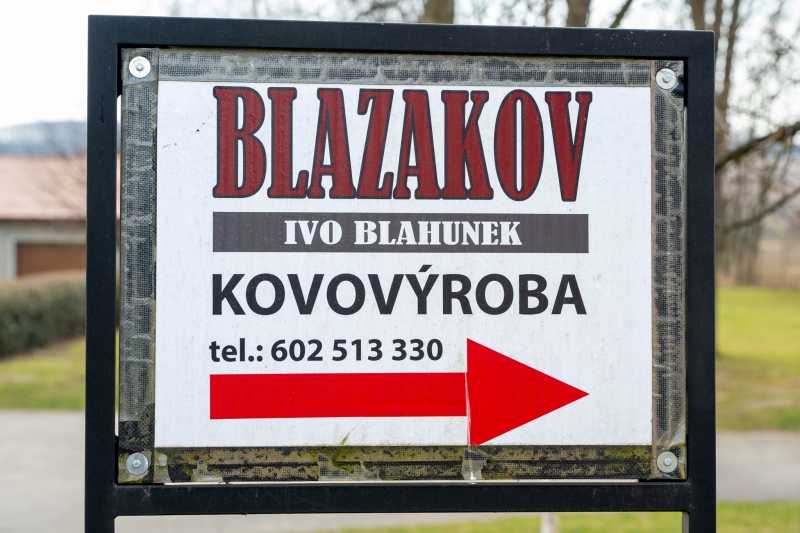 BLAZAKOV
IVO BLAHUNEK
KOVOVÝROBA
tel.: 602 513 330